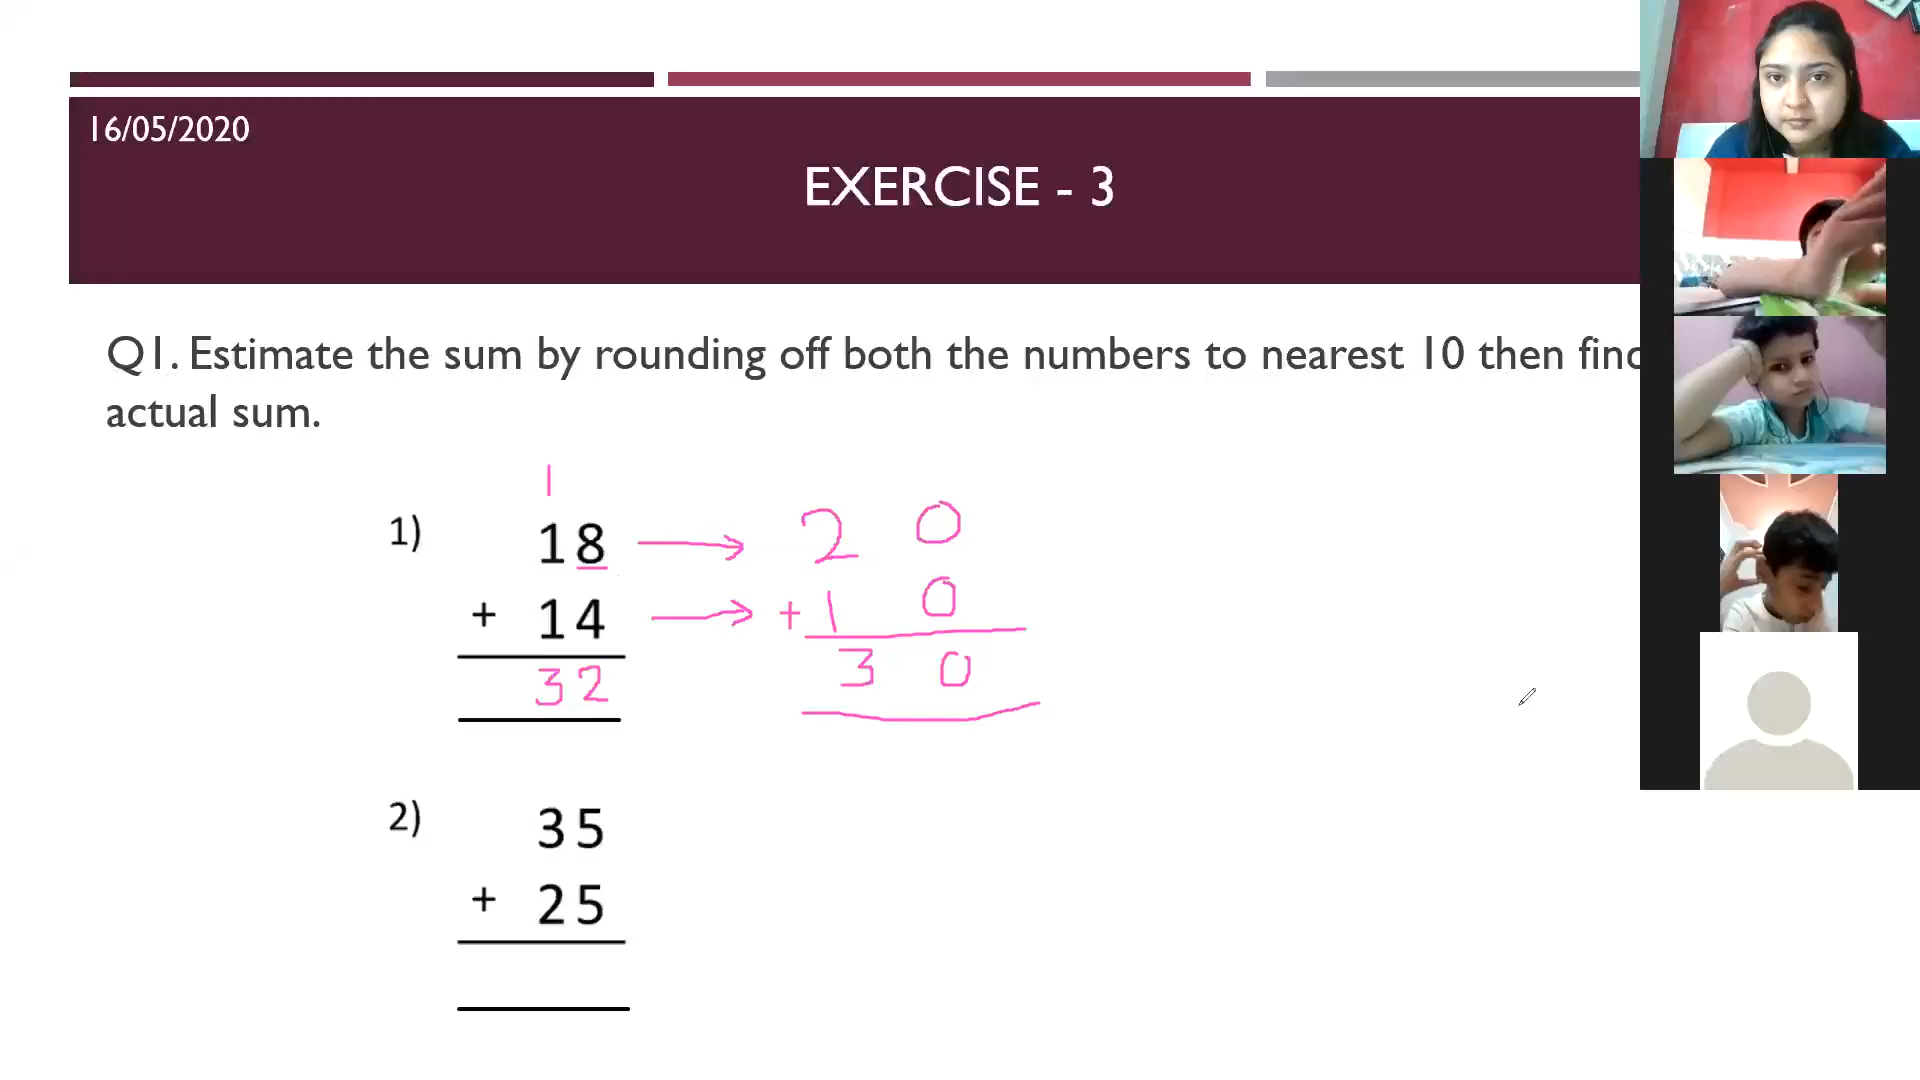 16/05/2020
EXERCISE - 3
Q1. Estimate the sum by rounding off both the numbers to nearest 10 then find
actual sum.
1
1) 18 → 20
+ 14 → + 10
32 30
2) 35
+ 25